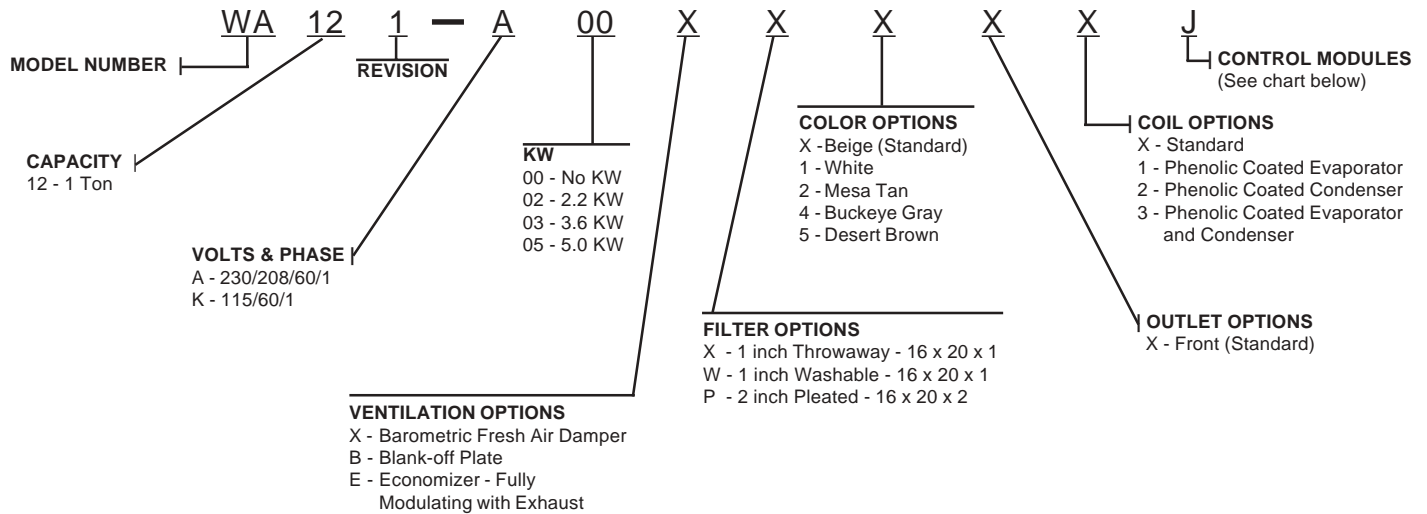 WA 12 1 – A 00 X X X X X J
MODEL NUMBER
REVISION
CONTROL MODULES
(See chart below)
CAPACITY
12 - 1 Ton
VOLTS & PHASE
A - 230/208/60/1
K - 115/60/1
KW
00 - No KW
02 - 2.2 KW
03 - 3.6 KW
05 - 5.0 KW
COLOR OPTIONS
X - Beige (Standard)
1 - White
2 - Mesa Tan
4 - Buckeye Gray
5 - Desert Brown
COIL OPTIONS
X - Standard
1 - Phenolic Coated Evaporator
2 - Phenolic Coated Condenser
3 - Phenolic Coated Evaporator
and Condenser
VENTILATION OPTIONS
X - Barometric Fresh Air Damper
B - Blank-off Plate
E - Economizer - Fully
Modulating with Exhaust
FILTER OPTIONS
X - 1 inch Throwaway - 16 x 20 x 1
W - 1 inch Washable - 16 x 20 x 1
P - 2 inch Pleated - 16 x 20 x 2
OUTLET OPTIONS
X - Front (Standard)